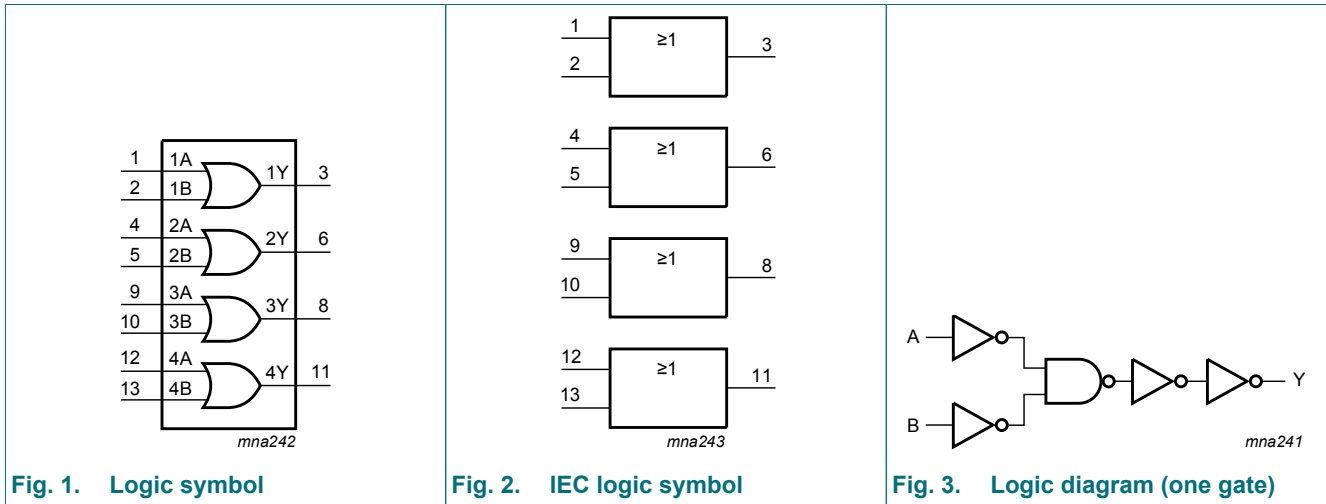 1 1A 1Y 3
2 1B
4 2A 2Y 6
5 2B
9 3A 3Y 8
10 3B
12 4A 4Y 11
13 4B
mna242
Fig. 1. Logic symbol
1 ≥1 3
2
4 ≥1 6
5
9 ≥1 8
10
12 ≥1 11
13
mna243
Fig. 2. IEC logic symbol
A
Y
B
mna241
Fig. 3. Logic diagram (one gate)